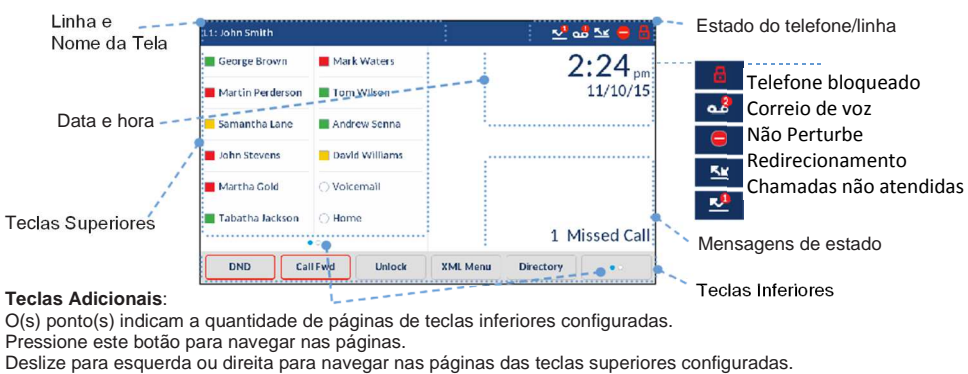 Linha e
Nome da Tela
Data e hora
Teclas Superiores
L1: John Smith
George Brown
Mark Waters
Martin Perderson
Tom Wilson
Samantha Lane
Andrew Senna
John Stevens
David Williams
Martha Gold
Voicemail
Tabatha Jackson
Home
2:24 pm
11/10/15
1 Missed Call
DND
Call Fwd
Unlock
XML Menu
Directory
Estado do telefone/linha
Telefone bloqueado
2
Correio de voz
Não Perturbe
Redirecionamento
Chamadas não atendidas
1
Mensagens de estado
Teclas Inferiores
Teclas Adicionais:
O(s) ponto(s) indicam a quantidade de páginas de teclas inferiores configuradas.
Pressione este botão para navegar nas páginas.
Deslize para esquerda ou direita para navegar nas páginas das teclas superiores configuradas.